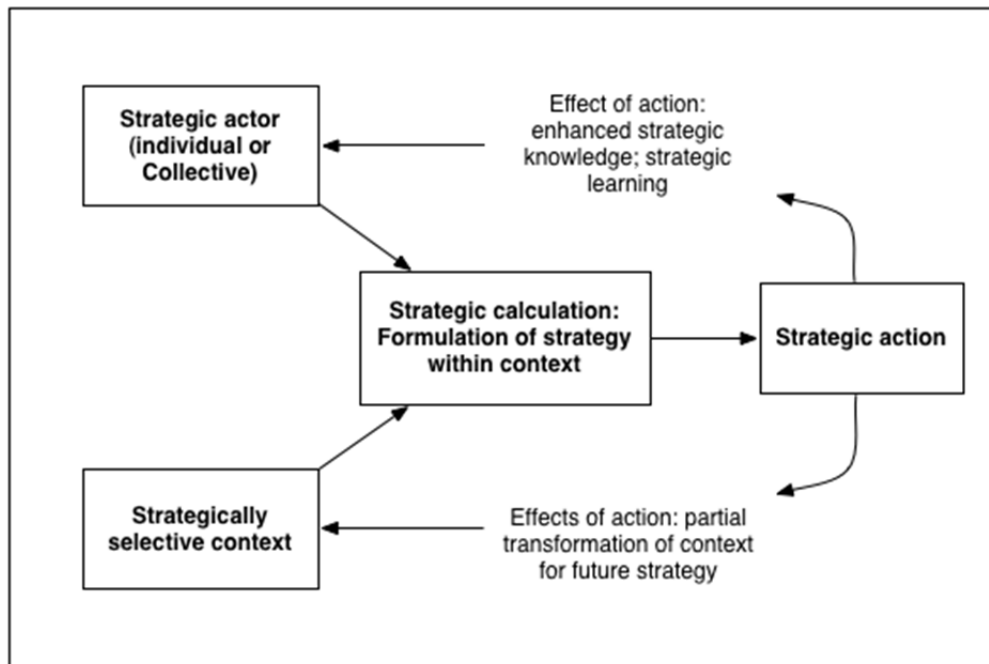 Strategic actor
(individual or
Collective)
Effect of action:
enhanced strategic
knowledge; strategic
learning
Strategic calculation:
Formulation of strategy
within context
Strategic action
Strategically
selective context
Effects of action: partial
transformation of context
for future strategy